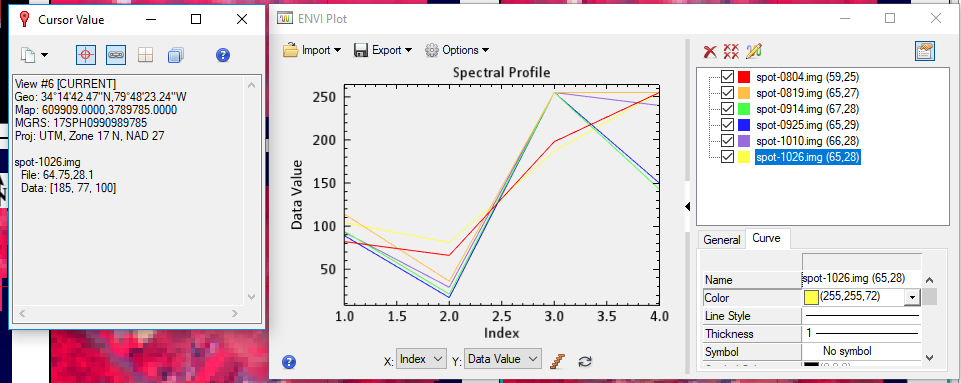 Cursor Value
View #6 [CURRENT]
Geo: 34°14'42.47"N,79°48'23.24"W
Map: 609909.0000,3789785.0000
MGRS: 17SPH0990989785
Proj: UTM, Zone 17 N, NAD 27
spot-1026.img
File: 64.75,28.1
Data: [185, 77, 100]
ENVI Plot
Import
Export
Options
Spectral Profile
250
200
150
100
50
Data Value
1.0 1.5 2.0 2.5 3.0 3.5 4.0
Index
X: Index Y: Data Value
spot-0804.img (59,25)
spot-0819.img (65,27)
spot-0914.img (67,28)
spot-0925.img (65,29)
spot-1010.img (66,28)
spot-1026.img (65,28)
General Curve
Name spot-1026.img (65,28)
Color (255,255,72)
Line Style
Thickness 1
Symbol No symbol